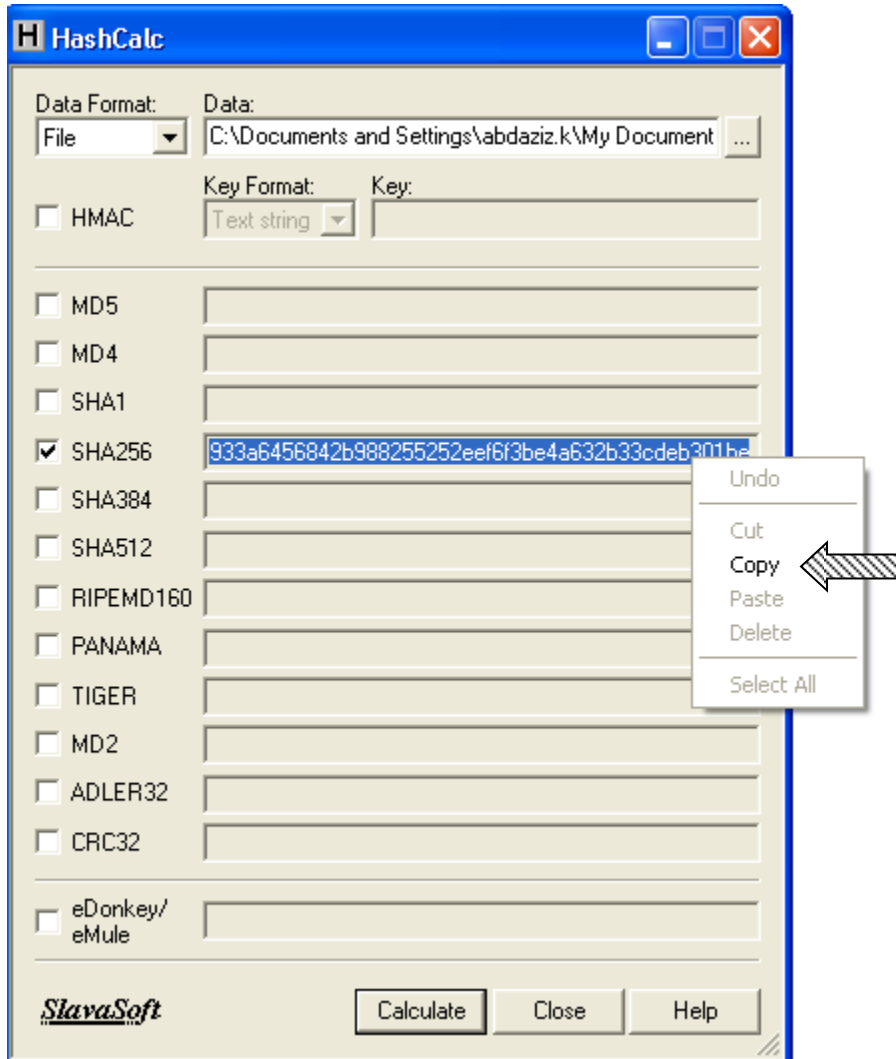 HashCalc
Data Format: Data:
File C:\Documents and Settings\abdaziz.k\My Document ...
Key Format: Key:
HMAC Text string
MD5
MD4
SHA1
SHA256 933a6456842b988255252eef6f3be4a632b33cdeb301be
Undo
SHA384
Cut
SHA512
Copy
RIPEMD160 Paste
Delete
PANAMA
Select All
TIGER
MD2
ADLER32
CRC32
eDonkey/
eMule
SlavaSoft Calculate Close Help